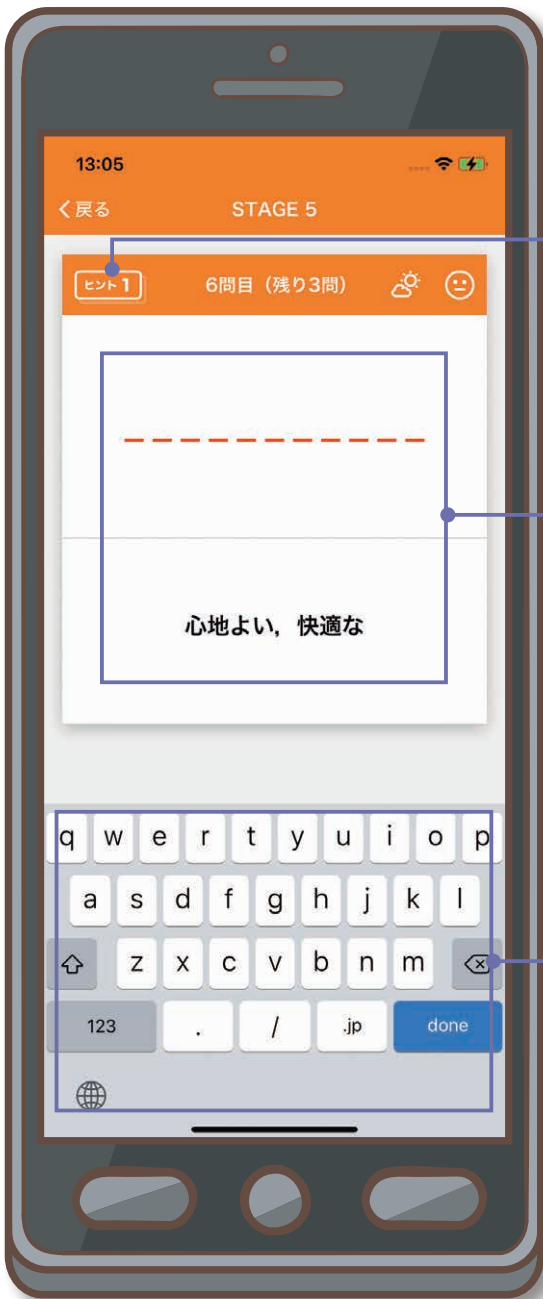 13:05
戻る STAGE 5
ヒント1 6問目（残り3問）
心地よい，快適な
q w e r t y u i o p
a s d f g h j k l
z x c v b n m
123 . / .jp done